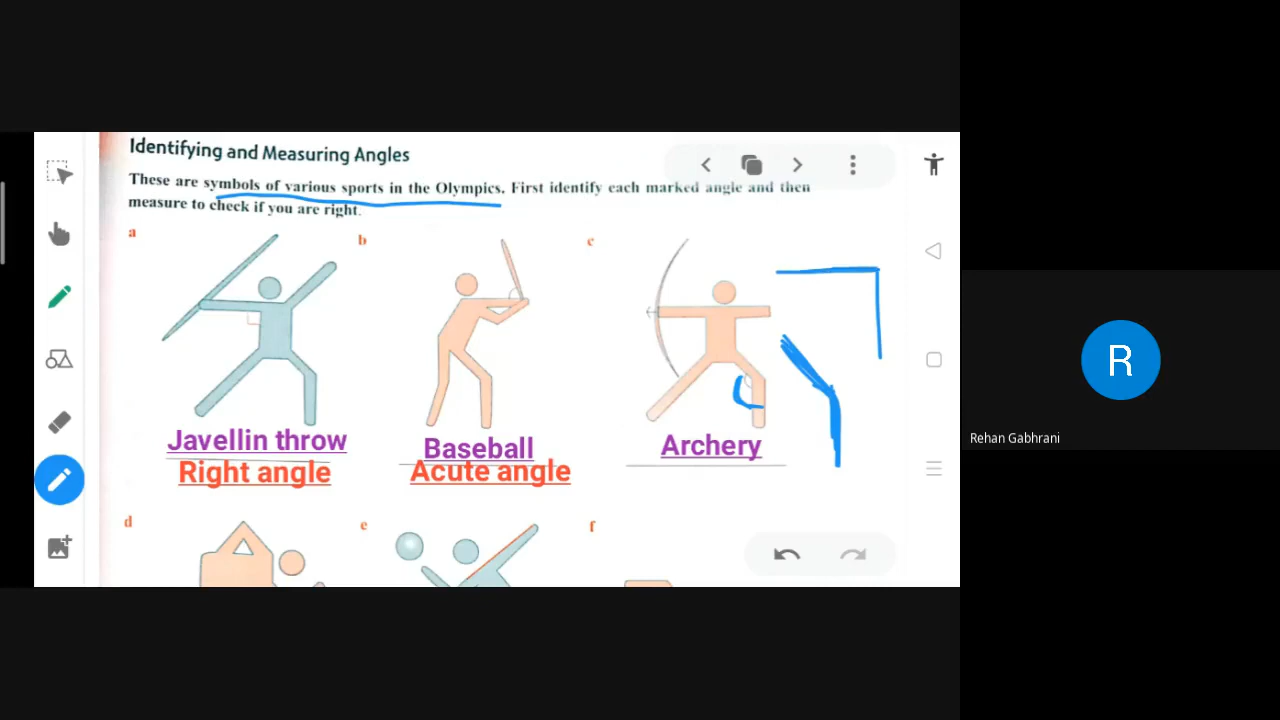 Identifying and Measuring Angles
These are symbols of various sports in the Olympics. First identify each marked angle and then
measure to check if you are right.
a
b
c
Javellin throw
Right angle
Baseball
Acute angle
Archery
d
e
f
R
Rehan Gabhrani